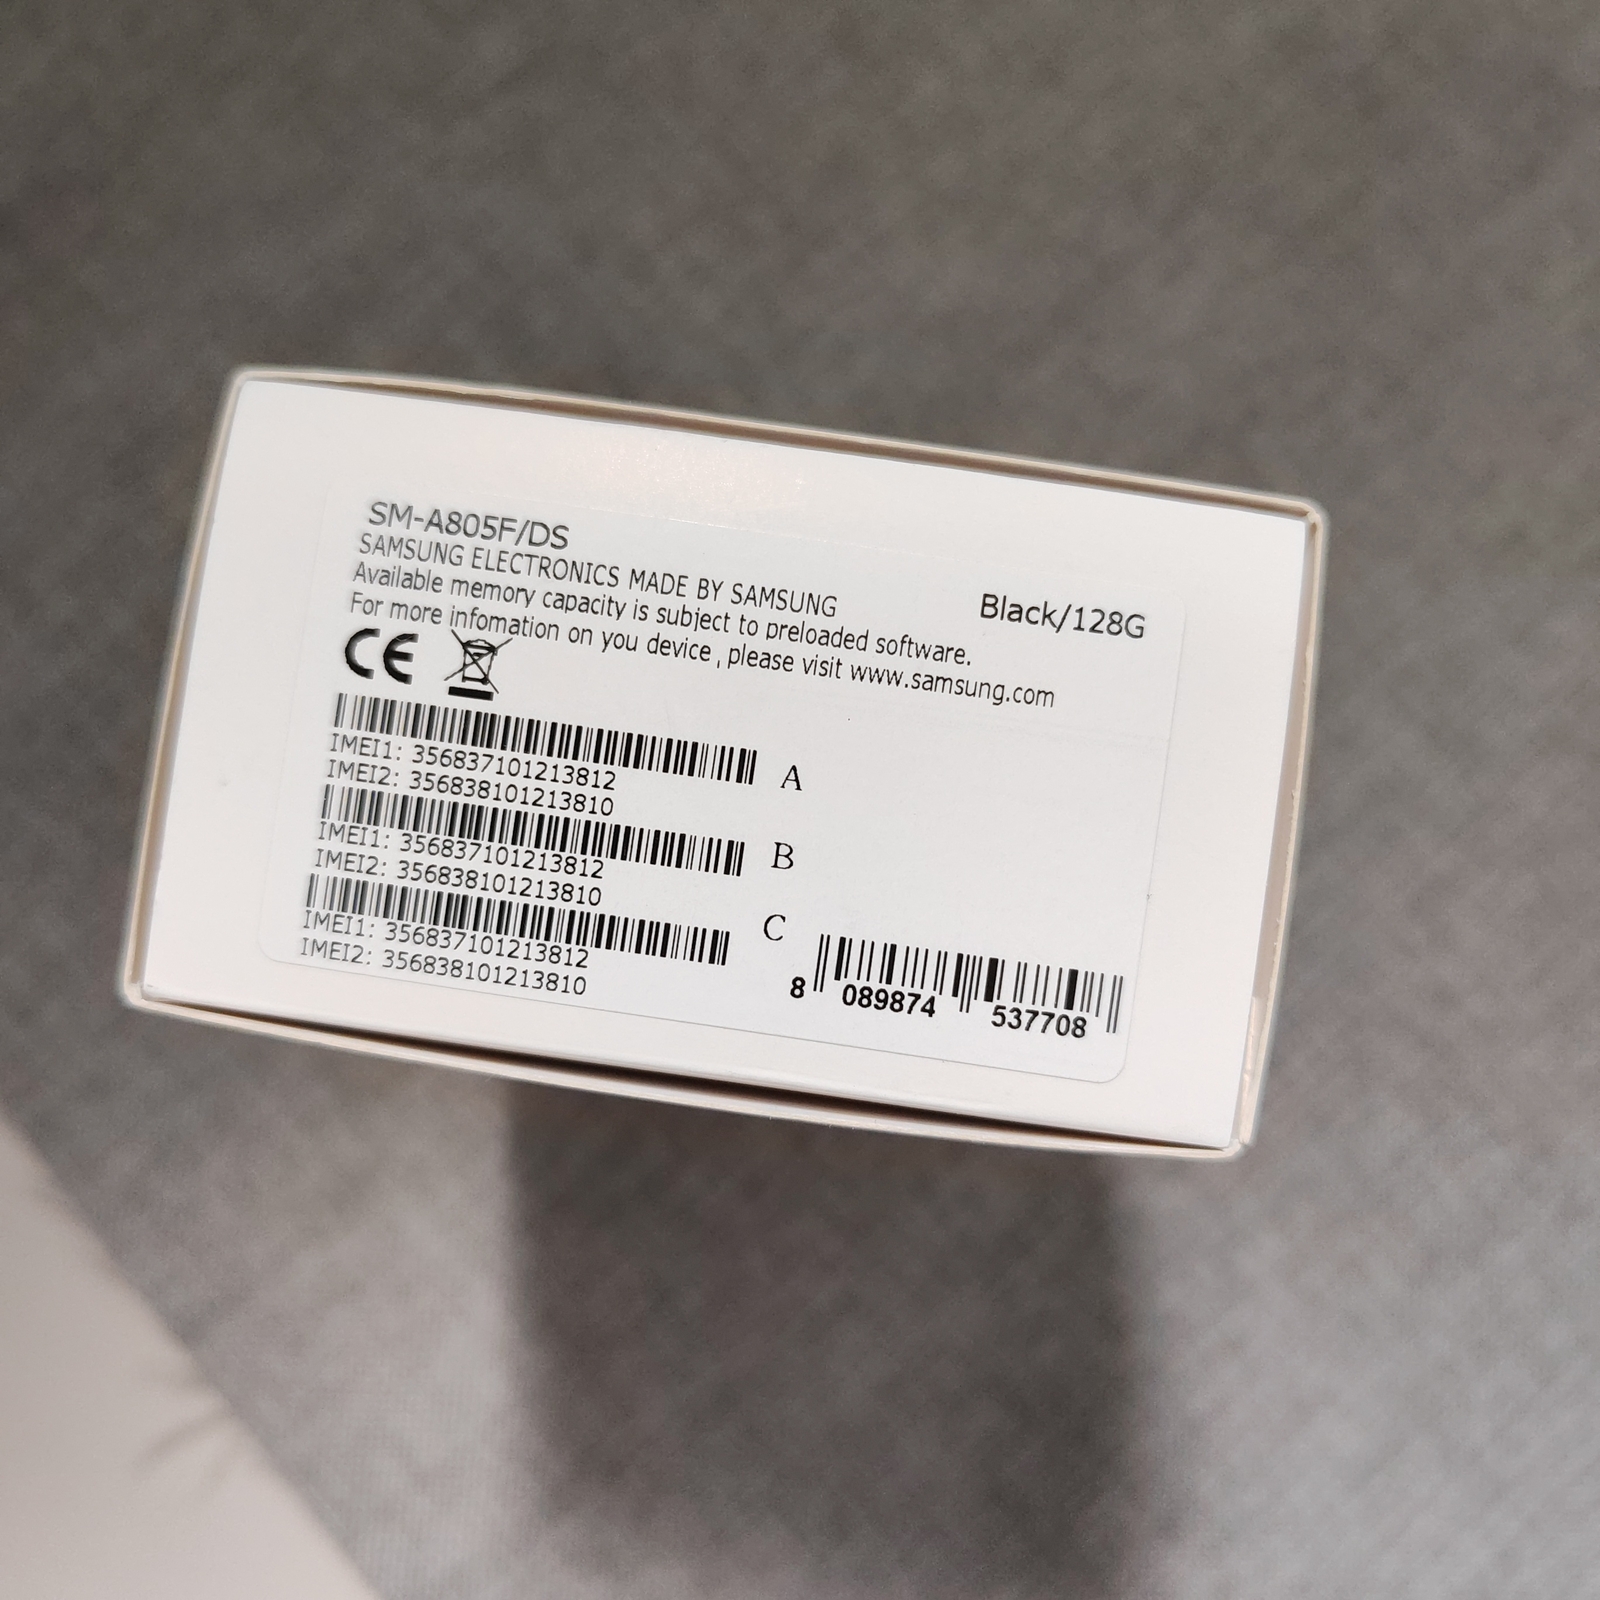 SM-A805F/DS
SAMSUNG ELECTRONICS MADE BY SAMSUNG
Black/128G
Available memory capacity is subject to preloaded software.
For more infomation on you device, please visit www.samsung.com
CE
A
IMEI1: 356837101213812
IMEI2: 356838101213810
B
IMEI1: 356837101213812
IMEI2: 356838101213810
C
IMEI1: 356837101213812
IMEI2: 356838101213810
8 089874 537708